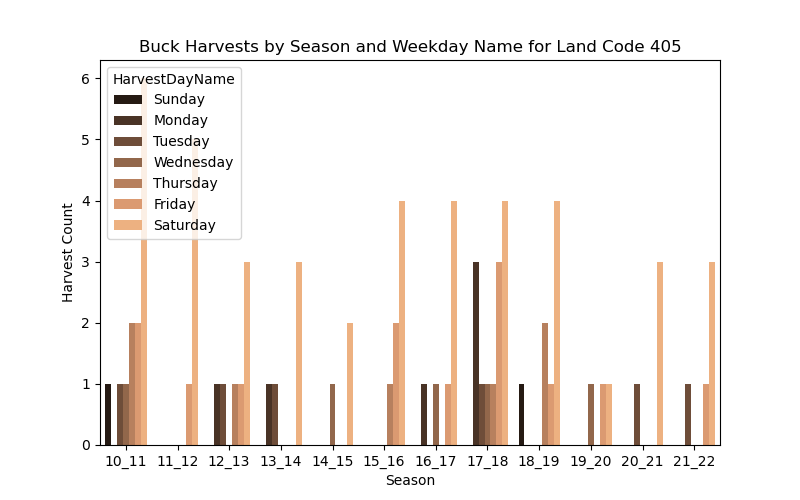 Buck Harvests by Season and Weekday Name for Land Code 405
HarvestDayName
Sunday
Monday
Tuesday
Wednesday
Thursday
Friday
Saturday
6
5
4
3
2
1
0
Harvest Count
10_11 11_12 12_13 13_14 14_15 15_16 16_17 17_18 18_19 19_20 20_21 21_22
Season